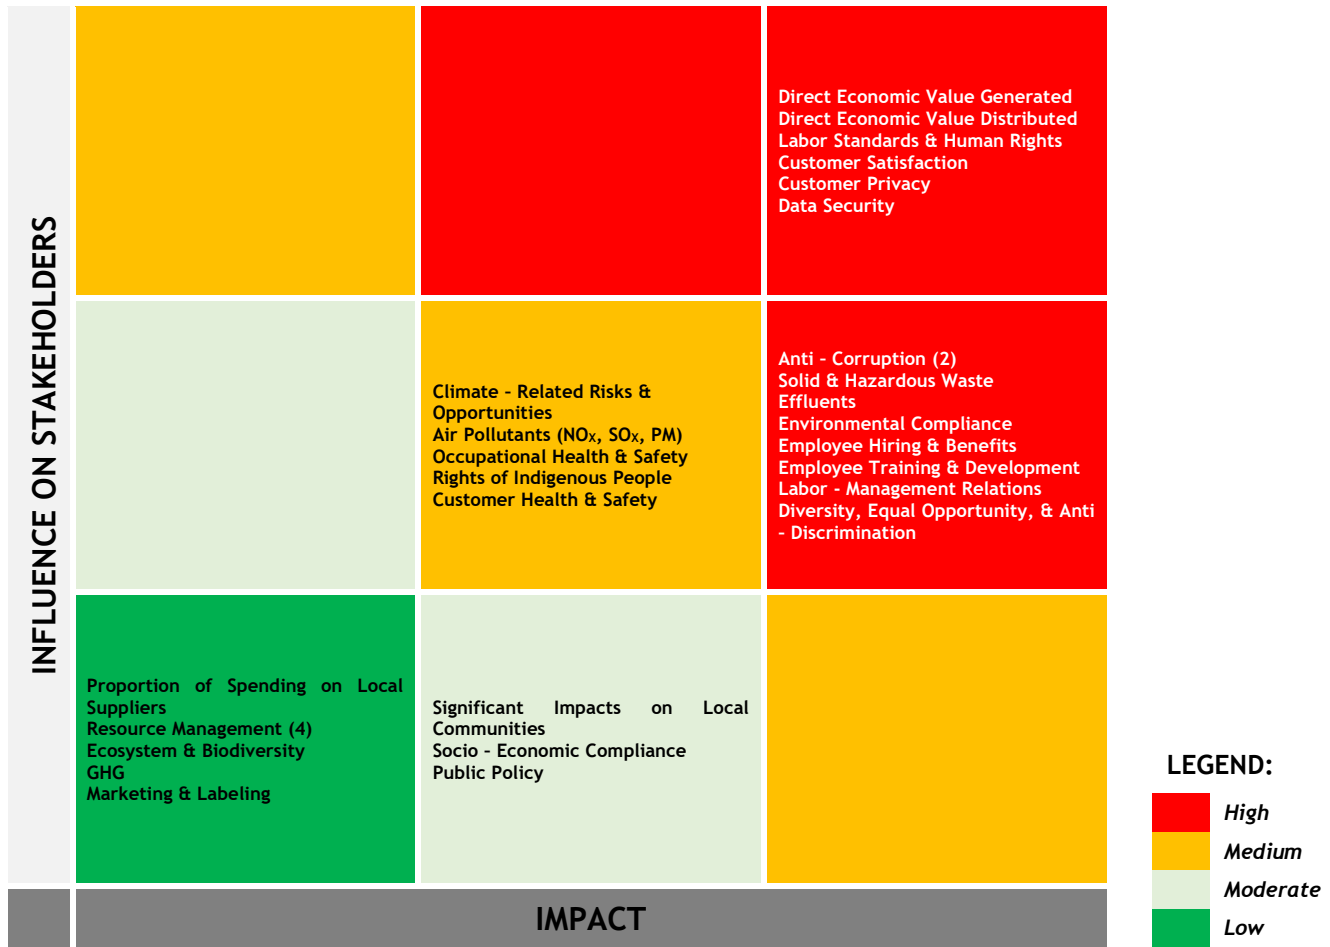 INFLUENCE ON STAKEHOLDERS
Direct Economic Value Generated
Direct Economic Value Distributed
Labor Standards & Human Rights
Customer Satisfaction
Customer Privacy
Data Security
Climate - Related Risks &
Opportunities
Air Pollutants (NOX, SOX, PM)
Occupational Health & Safety
Rights of Indigenous People
Customer Health & Safety
Anti - Corruption (2)
Solid & Hazardous Waste
Effluents
Environmental Compliance
Employee Hiring & Benefits
Employee Training & Development
Labor - Management Relations
Diversity, Equal Opportunity, & Anti
- Discrimination
Proportion of Spending on Local
Suppliers
Resource Management (4)
Ecosystem & Biodiversity
GHG
Marketing & Labeling
Significant Impacts on Local
Communities
Socio - Economic Compliance
Public Policy
IMPACT
LEGEND:
High
Medium
Moderate
Low